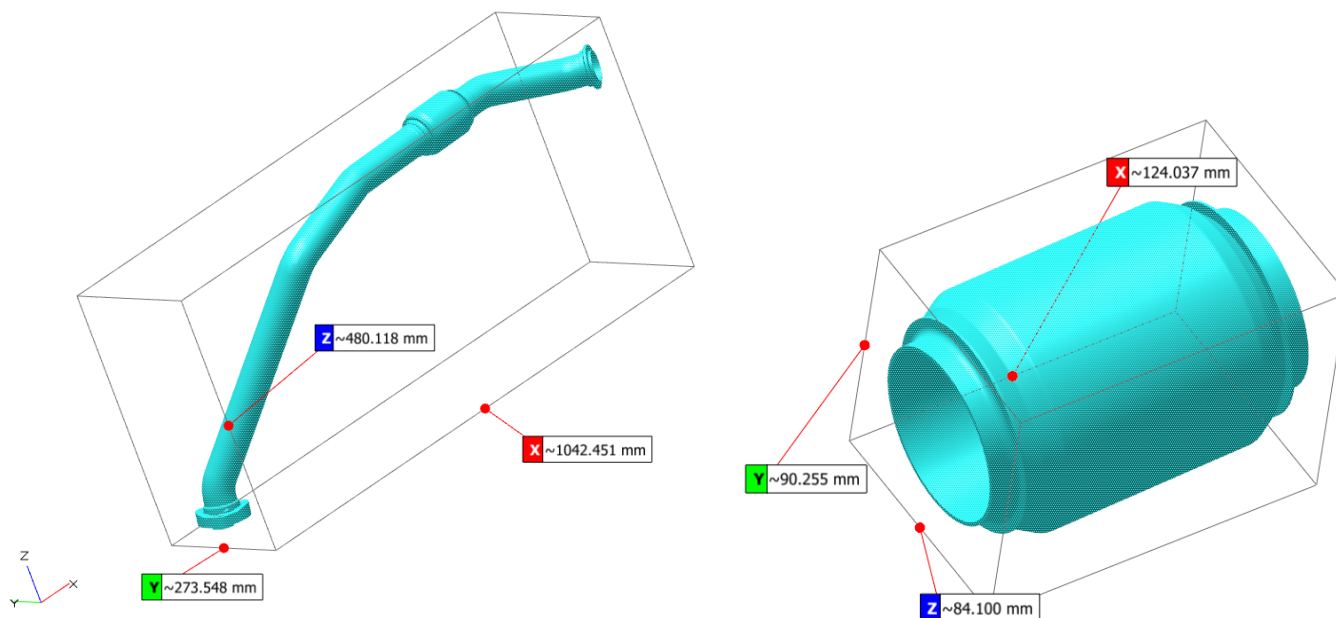 X ~124.037 mm
Z ~480.118 mm
X ~1042.451 mm
Y ~90.255 mm
Z
X
Y
Y ~273.548 mm
Z ~84.100 mm